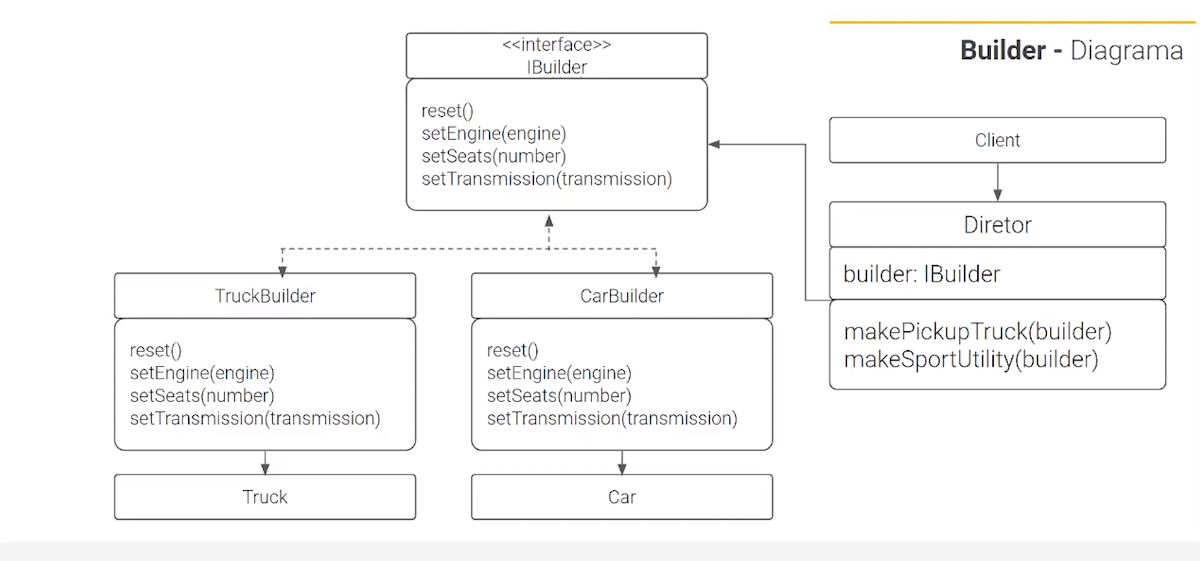 Builder - Diagrama
<<interface>>
IBuilder
reset()
setEngine(engine)
setSeats(number)
setTransmission(transmission)
Client
Diretor
builder: IBuilder
makePickupTruck(builder)
makeSportUtility(builder)
TruckBuilder
reset()
setEngine(engine)
setSeats(number)
setTransmission(transmission)
Truck
CarBuilder
reset()
setEngine(engine)
setSeats(number)
setTransmission(transmission)
Car